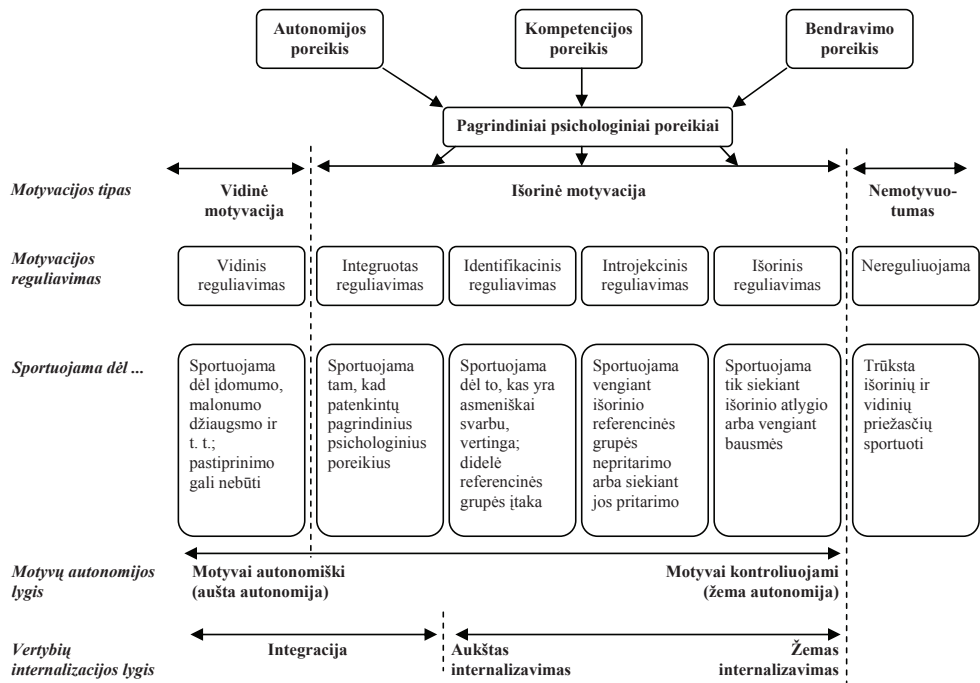 Autonomijos
poreikis
Kompetencijos
poreikis
Bendravimo
poreikis
Pagrindiniai psichologiniai poreikiai
Motyvacijos tipas
Vidinė
motyvacija
Išorinė motyvacija
Nemotyvuo-
tumas
Motyvacijos
reguliavimas
Vidinis
reguliavimas
Integruotas
reguliavimas
Identifikacinis
reguliavimas
Introjekcinis
reguliavimas
Išorinis
reguliavimas
Nereguliuojama
Sportuojama dėl ...
Sportuojama
dėl įdomumo,
malonumo
džiaugsmo ir
t. t.;
pastiprinimo
gali nebūti
Sportuojama
tam, kad
patenkintų
pagrindinius
psichologinius
poreikius
Sportuojama
dėl to, kas yra
asmeniškai
svarbu,
vertinga;
didelė
referencinės
grupės įtaka
Sportuojama
vengiant
išorinio
referencinės
grupės
nepritarimo
arba siekiant
jos pritarimo
Sportuojama
tik siekiant
išorinio atlygio
arba vengiant
bausmės
Trūksta
išorinių ir
vidinių
priežasčių
sportuoti
Motyvų autonomijos
lygis
Motyvai autonomiški
(aušta autonomija)
Motyvai kontroliuojami
(žema autonomija)
Vertybių
internalizacijos lygis
Integracija
Aukštas
internalizavimas
Žemas
internalizavimas